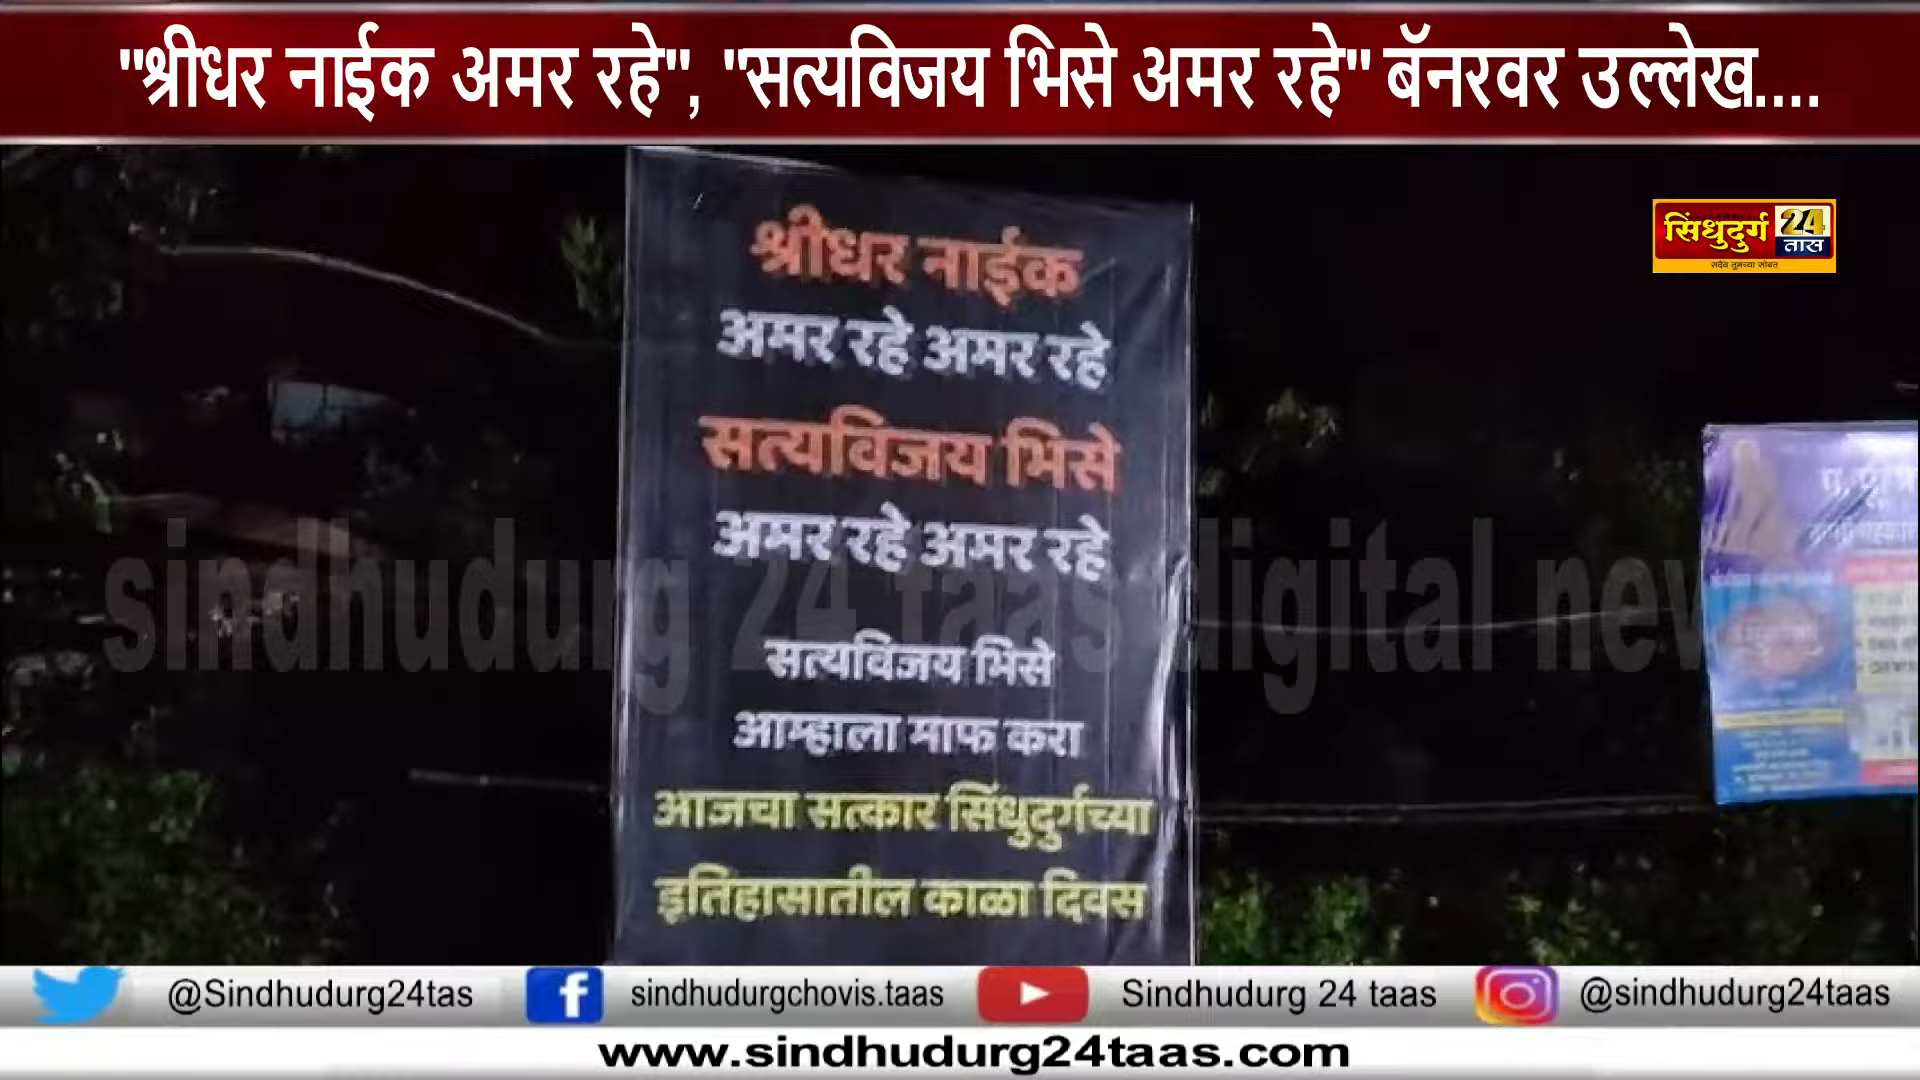 "श्रीधर नाईक अमर रहे", "सत्यविजय भिसे अमर रहे" बॅनरवर उल्लेख....
सिंधुदुर्ग 24 तास
सदैव तुमच्या सोबत
श्रीधर नाईक
अमर रहे अमर रहे
सत्यविजय भिसे
अमर रहे अमर रहे
सत्यविजय भिसे
आम्हाला माफ करा
आजचा सत्कार सिंधुदुर्गच्या
इतिहासातील काळा दिवस
sindhudurg 24 taas digital new
@Sindhudurg24tas
sindhudurgchovis.taas
Sindhudurg 24 taas
@sindhudurg24taas
www.sindhudurg24taas.com